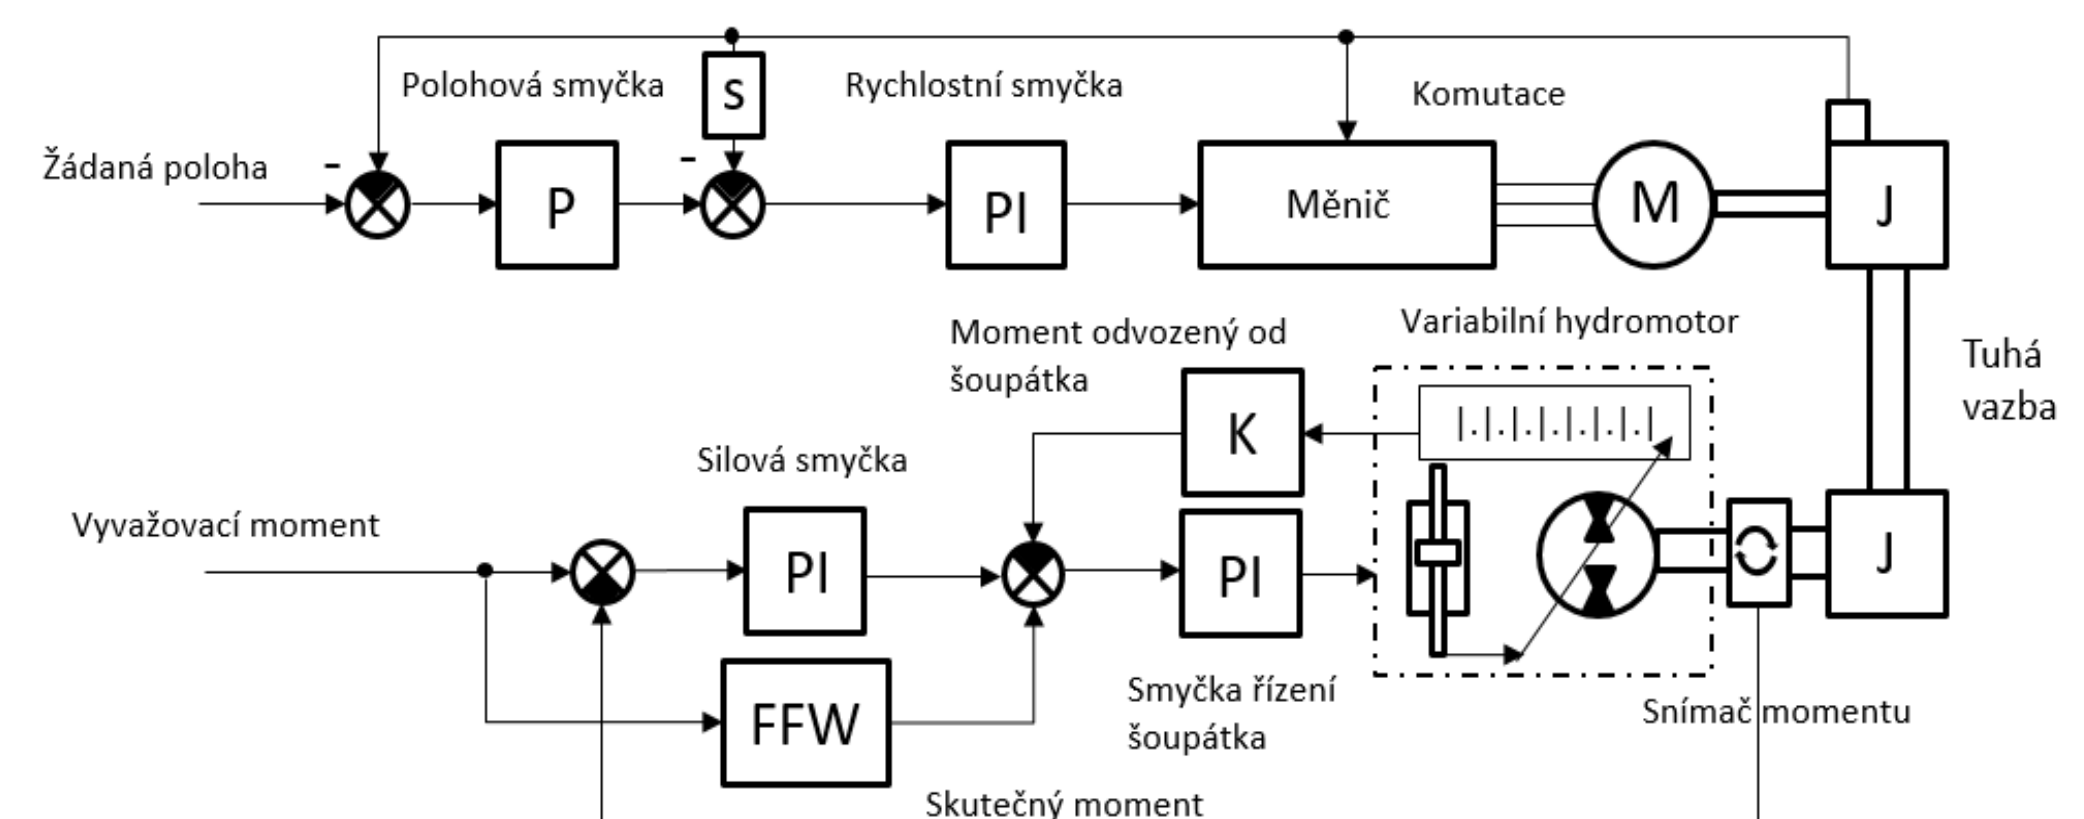 Polohová smyčka
s
Rychlostní smyčka
Komutace
Žádaná poloha
-
-
P
PI
Měnič
M
J
Moment odvozený od
šoupátka
Variabilní hydromotor
Tuhá
vazba
K
|.|.|.|.|.|.|.|
Silová smyčka
Vyvažovací moment
PI
PI
J
FFW
Smyčka řízení
šoupátka
Snímač momentu
Skutečný moment